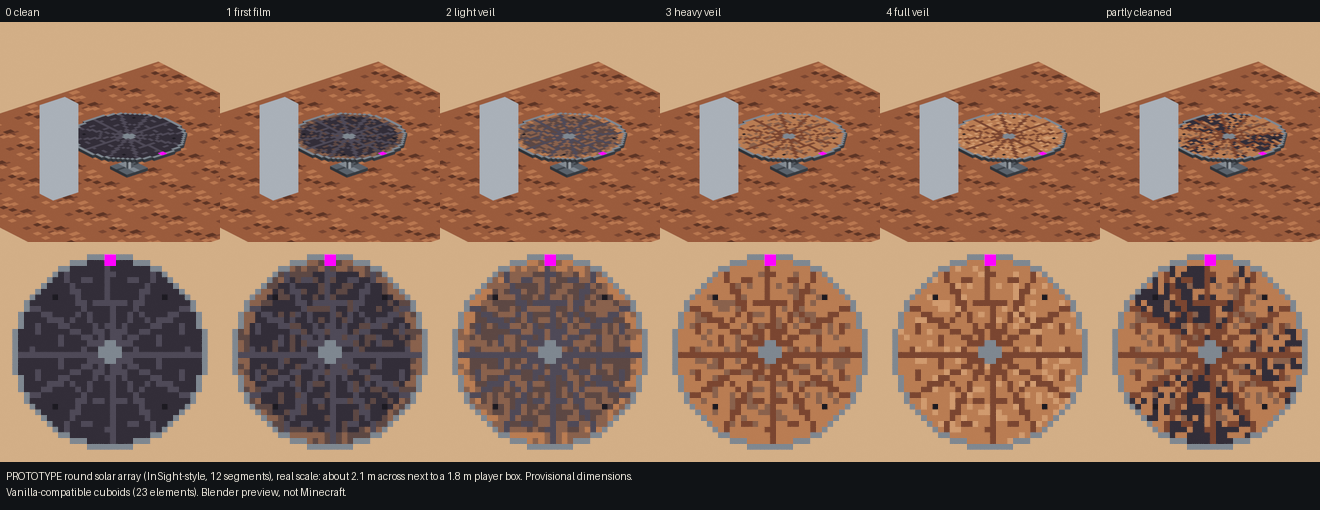 0 clean
1 first film
2 light veil
3 heavy veil
4 full veil
partly cleaned
PROTOTYPE round solar array (InSight-style, 12 segments), real scale: about 2.1 m across next to a 1.8 m player box. Provisional dimensions.
Vanilla-compatible cuboids (23 elements). Blender preview, not Minecraft.